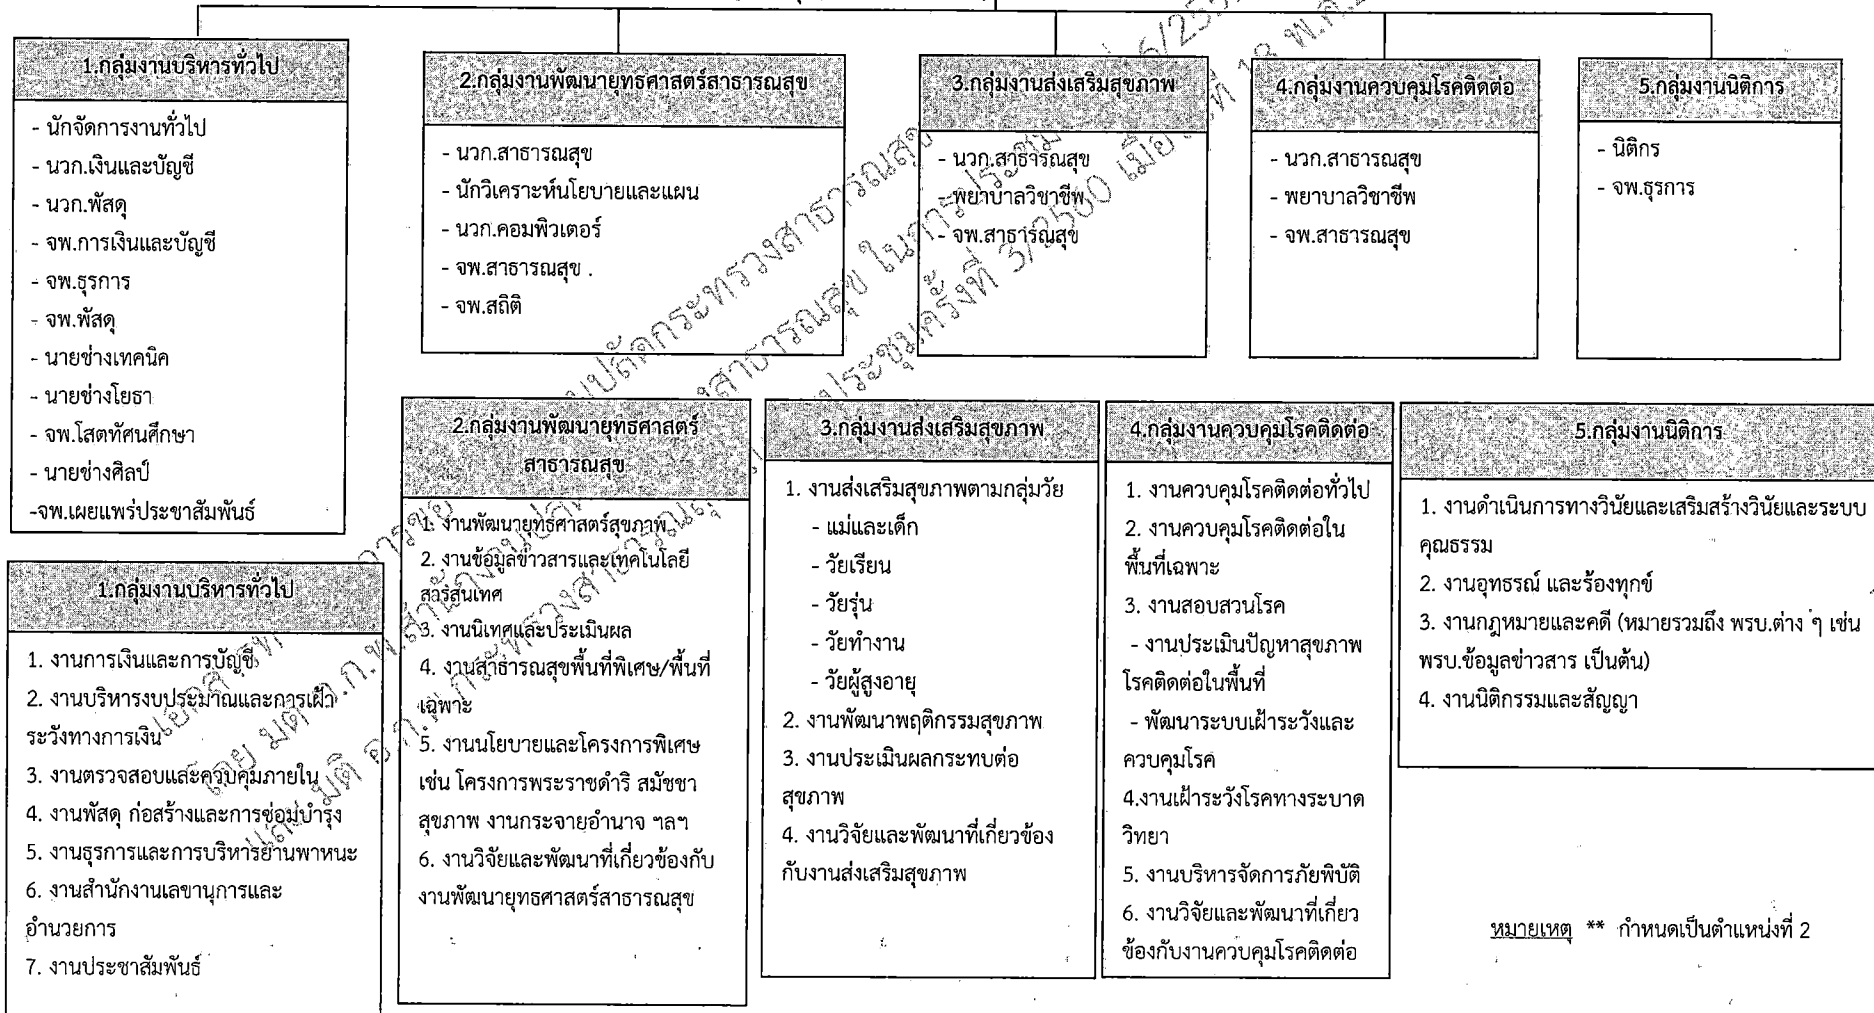 1.กลุ่มงานบริหารทั่วไป
- นักจัดการงานทั่วไป
- นวก.เงินและบัญชี
- นวก.พัสดุ
- จพ.การเงินและบัญชี
- จพ.ธุรการ
- จพ.พัสดุ
- นายช่างเทคนิค
- นายช่างโยธา
- จพ.โสตทัศนศึกษา
- นายช่างศิลป์
-จพ.เผยแพร่ประชาสัมพันธ์
2.กลุ่มงานพัฒนายุทธศาสตร์สาธารณสุข
- นวก.สาธารณสุข
- นักวิเคราะห์นโยบายและแผน
- นวก.คอมพิวเตอร์
- จพ.สาธารณสุข .
- จพ.สถิติ
3.กลุ่มงานส่งเสริมสุขภาพ
- นวก.สาธารณสุข
- พยาบาลวิชาชีพ
- จพ.สาธารณสุข
4.กลุ่มงานควบคุมโรคติดต่อ
- นวก.สาธารณสุข
- พยาบาลวิชาชีพ
- จพ.สาธารณสุข
5.กลุ่มงานนิติการ
- นิติกร
- จพ.ธุรการ
1.กลุ่มงานบริหารทั่วไป
1. งานการเงินและการบัญชี
2. งานบริหารงบประมาณและการเฝ้า
ระวังทางการเงิน
3. งานตรวจสอบและควบคุมภายใน
4. งานพัสดุ ก่อสร้างและการซ่อมบำรุง
5. งานธุรการและการบริหารยานพาหนะ
6. งานสำนักงานเลขานุการและ
อำนวยการ
7. งานประชาสัมพันธ์
2.กลุ่มงานพัฒนายุทธศาสตร์
สาธารณสุข
1. งานพัฒนายุทธศาสตร์สุขภาพ
2. งานข้อมูลข่าวสารและเทคโนโลยี
สารสนเทศ
3. งานนิเทศและประเมินผล
4. งานสาธารณสุขพื้นที่พิเศษ/พื้นที่
เฉพาะ
5. งานนโยบายและโครงการพิเศษ
เช่น โครงการพระราชดำริ สมัชชา
สุขภาพ งานกระจายอำนาจ ฯลฯ
6. งานวิจัยและพัฒนาที่เกี่ยวข้องกับ
งานพัฒนายุทธศาสตร์สาธารณสุข
3.กลุ่มงานส่งเสริมสุขภาพ
1. งานส่งเสริมสุขภาพตามกลุ่มวัย
- แม่และเด็ก
- วัยเรียน
- วัยรุ่น
- วัยทำงาน
- วัยผู้สูงอายุ
2. งานพัฒนาพฤติกรรมสุขภาพ
3. งานประเมินผลกระทบต่อ
สุขภาพ
4. งานวิจัยและพัฒนาที่เกี่ยวข้อง
กับงานส่งเสริมสุขภาพ
4.กลุ่มงานควบคุมโรคติดต่อ
1. งานควบคุมโรคติดต่อทั่วไป
2. งานควบคุมโรคติดต่อใน
พื้นที่เฉพาะ
3. งานสอบสวนโรค
- งานประเมินปัญหาสุขภาพ
โรคติดต่อในพื้นที่
- พัฒนาระบบเฝ้าระวังและ
ควบคุมโรค
4.งานเฝ้าระวังโรคทางระบาด
วิทยา
5. งานบริหารจัดการภัยพิบัติ
6. งานวิจัยและพัฒนาที่เกี่ยว
ข้องกับงานควบคุมโรคติดต่อ
5.กลุ่มงานนิติการ
1. งานดำเนินการทางวินัยและเสริมสร้างวินัยและระบบ
คุณธรรม
2. งานอุทธรณ์ และร้องทุกข์
3. งานกฎหมายและคดี (หมายรวมถึง พรบ.ต่าง ๆ เช่น
พรบ.ข้อมูลข่าวสาร เป็นต้น)
4. งานนิติกรรมและสัญญา
หมายเหตุ ** กำหนดเป็นตำแหน่งที่ 2